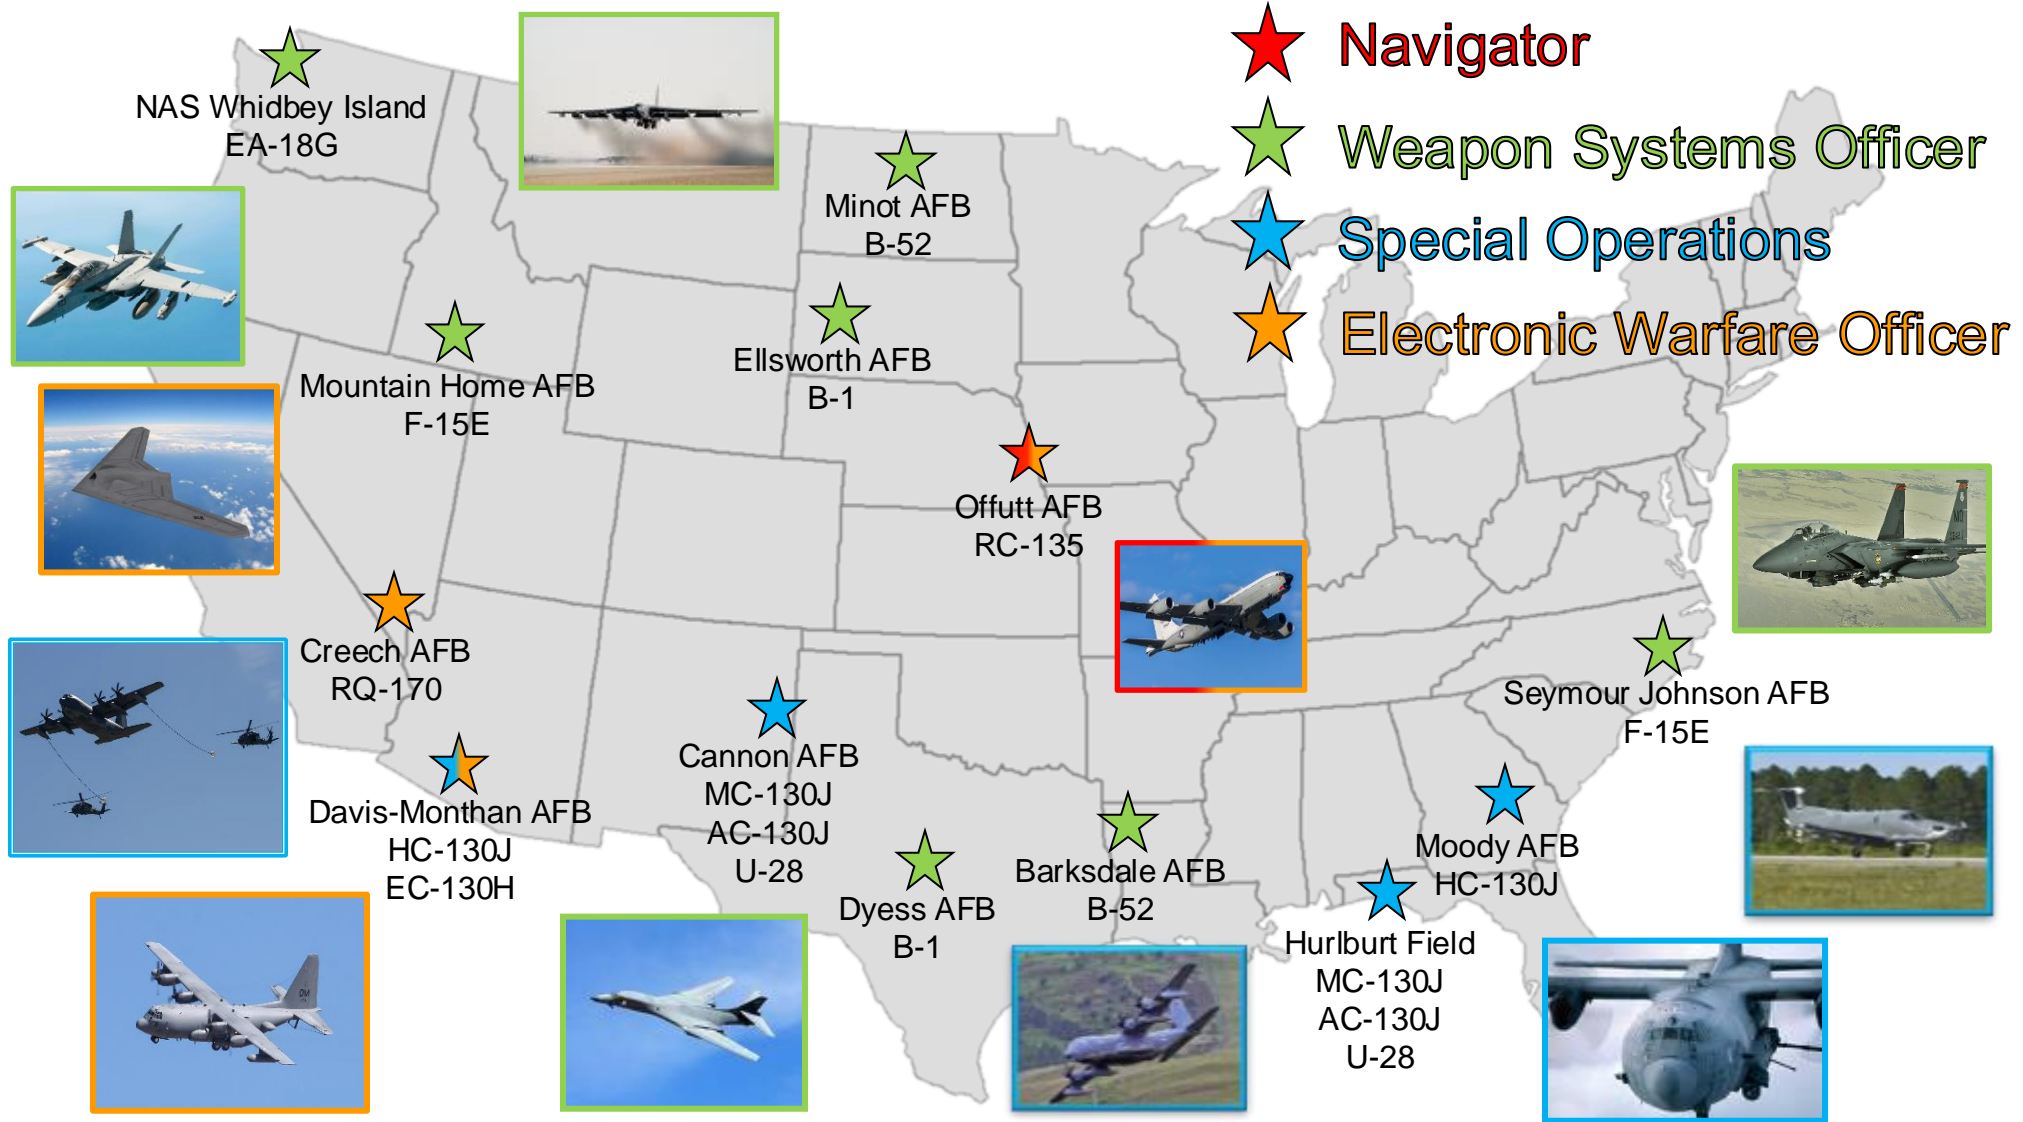 Navigator
Weapon Systems Officer
Special Operations
Electronic Warfare Officer
NAS Whidbey Island
EA-18G
Minot AFB
B-52
Mountain Home AFB
F-15E
Ellsworth AFB
B-1
Offutt AFB
RC-135
Creech AFB
RQ-170
Seymour Johnson AFB
F-15E
Cannon AFB
MC-130J
AC-130J
U-28
Davis-Monthan AFB
HC-130J
EC-130H
Dyess AFB
B-1
Barksdale AFB
B-52
Moody AFB
HC-130J
Hurlburt Field
MC-130J
AC-130J
U-28
MO
DM